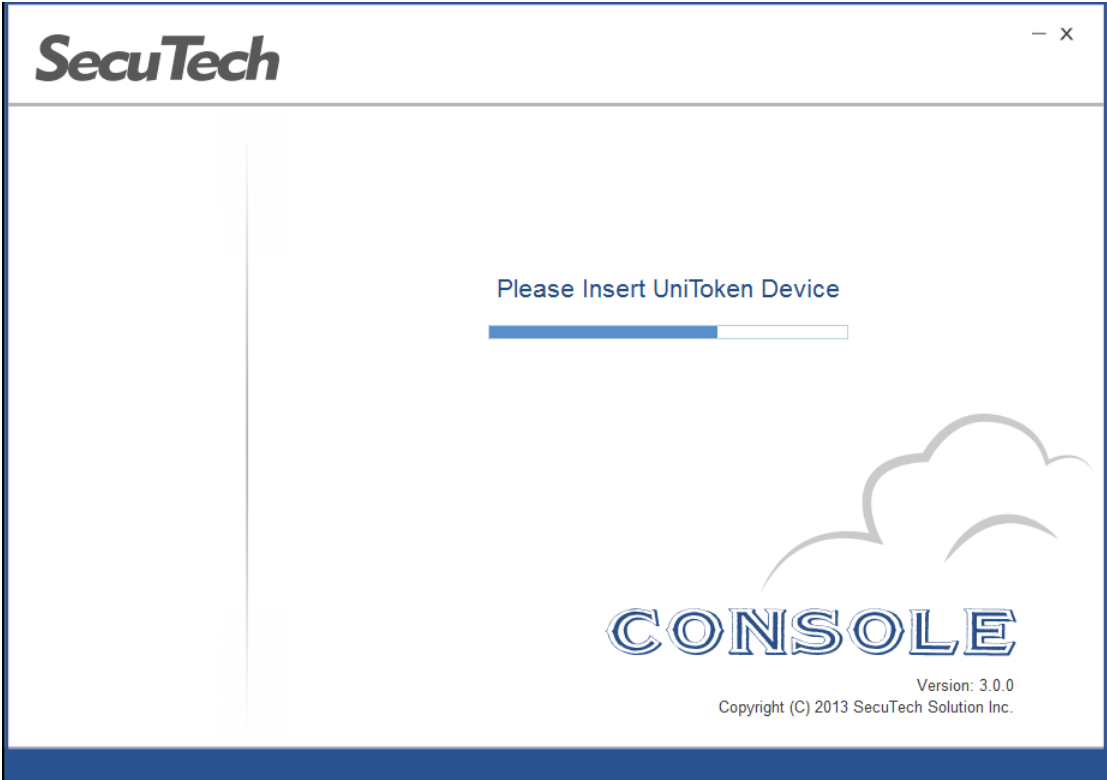 SecuTech
Please Insert UniToken Device
CONSOLE
Version: 3.0.0
Copyright (C) 2013 SecuTech Solution Inc.